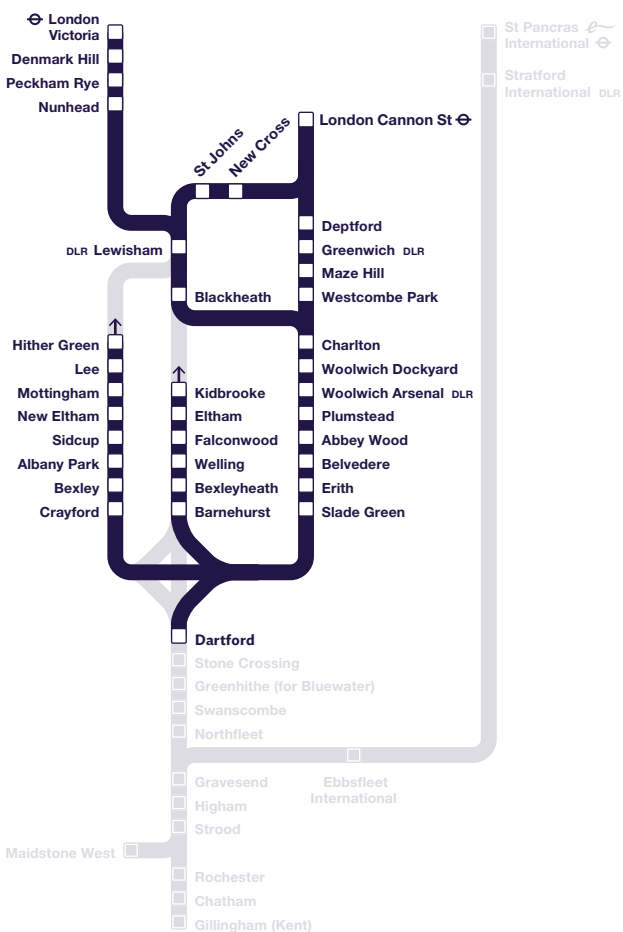 London
Victoria
Denmark Hill
Peckham Rye
Nunhead
St Pancras
International
Stratford
International DLR
London Cannon St
St Johns
New Cross
DLR Lewisham
Blackheath
Deptford
Greenwich DLR
Maze Hill
Westcombe Park
Hither Green
Lee
Mottingham
New Eltham
Sidcup
Albany Park
Bexley
Crayford
Kidbrooke
Eltham
Falconwood
Welling
Bexleyheath
Barnehurst
Charlton
Woolwich Dockyard
Woolwich Arsenal DLR
Plumstead
Abbey Wood
Belvedere
Erith
Slade Green
Dartford
Stone Crossing
Greenhithe (for Bluewater)
Swanscombe
Northfleet
Ebbsfleet
International
Gravesend
Higham
Strood
Maidstone West
Rochester
Chatham
Gillingham (Kent)